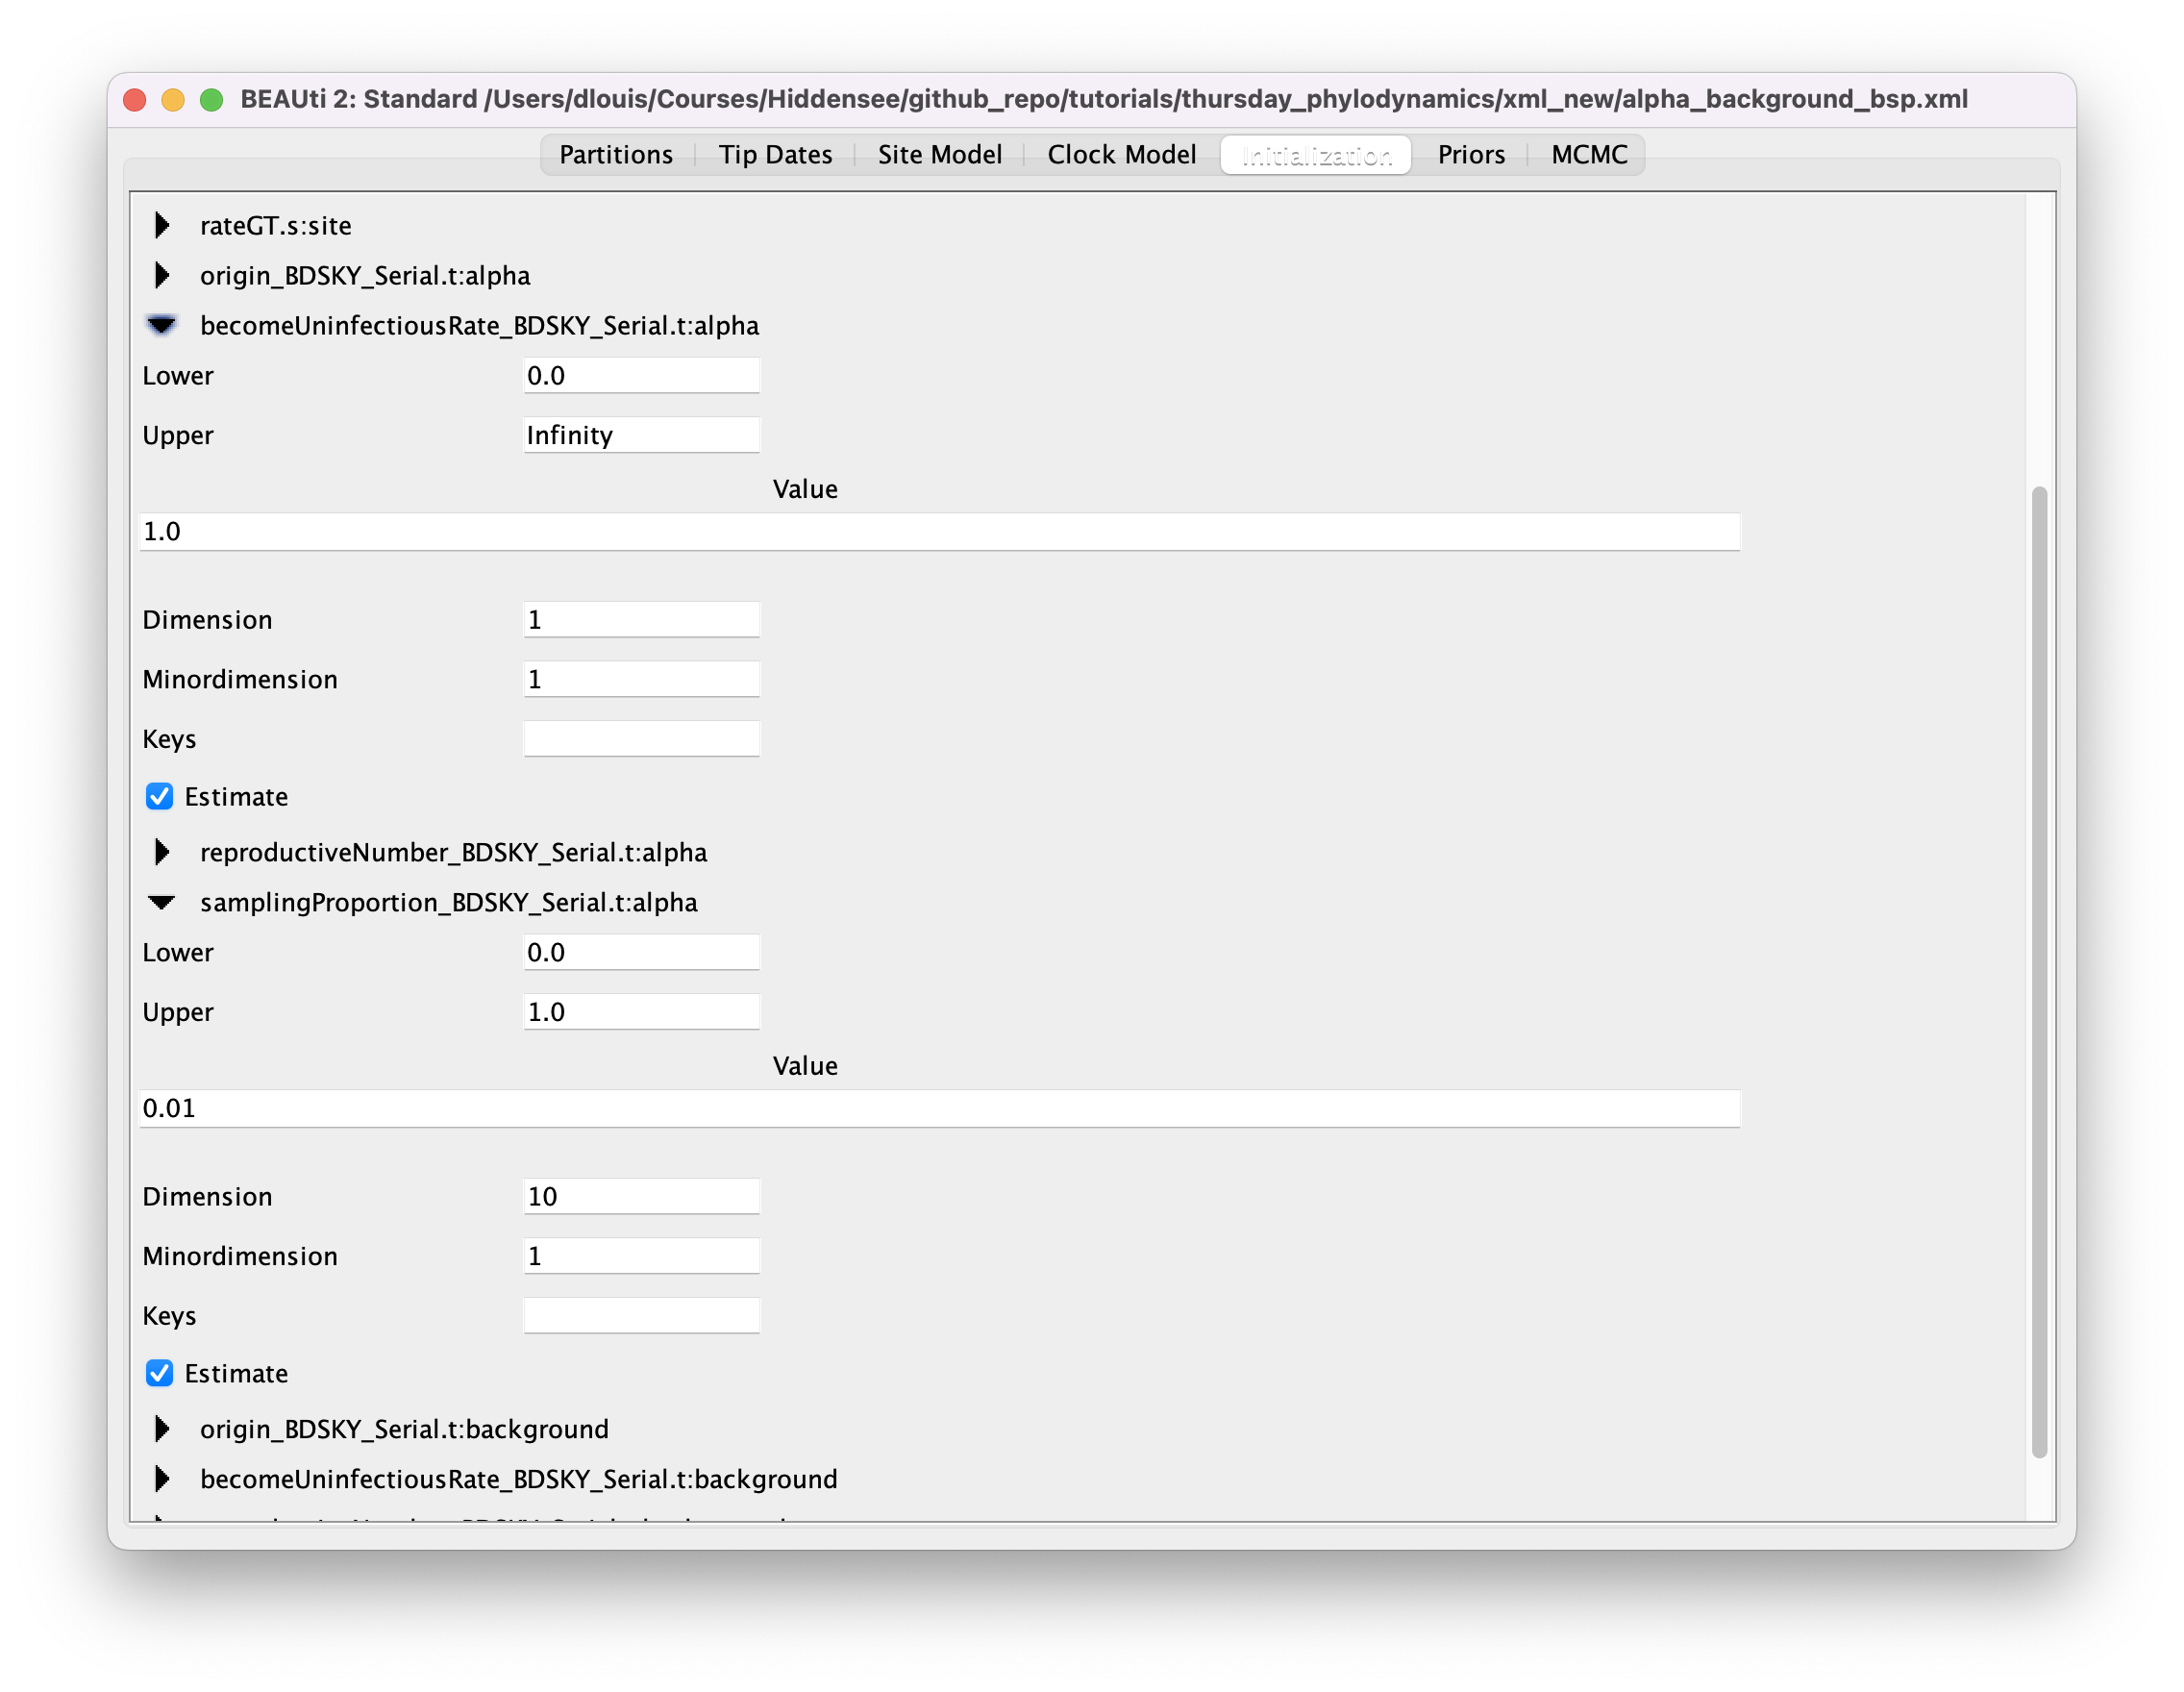 BEAUti 2: Standard /Users/dlouis/Courses/Hiddensee/github_repo/tutorials/thursday_phylodynamics/xml_new/alpha_background_bsp.xml
Partitions Tip Dates Site Model Clock Model Initialization Priors MCMC
rateGT.s:site
origin_BDSKY_Serial.t:alpha
becomeUninfectiousRate_BDSKY_Serial.t:alpha
Lower 0.0
Upper Infinity
Value
1.0
Dimension 1
Minordimension 1
Keys
Estimate
reproductiveNumber_BDSKY_Serial.t:alpha
samplingProportion_BDSKY_Serial.t:alpha
Lower 0.0
Upper 1.0
Value
0.01
Dimension 10
Minordimension 1
Keys
Estimate
origin_BDSKY_Serial.t:background
becomeUninfectiousRate_BDSKY_Serial.t:background